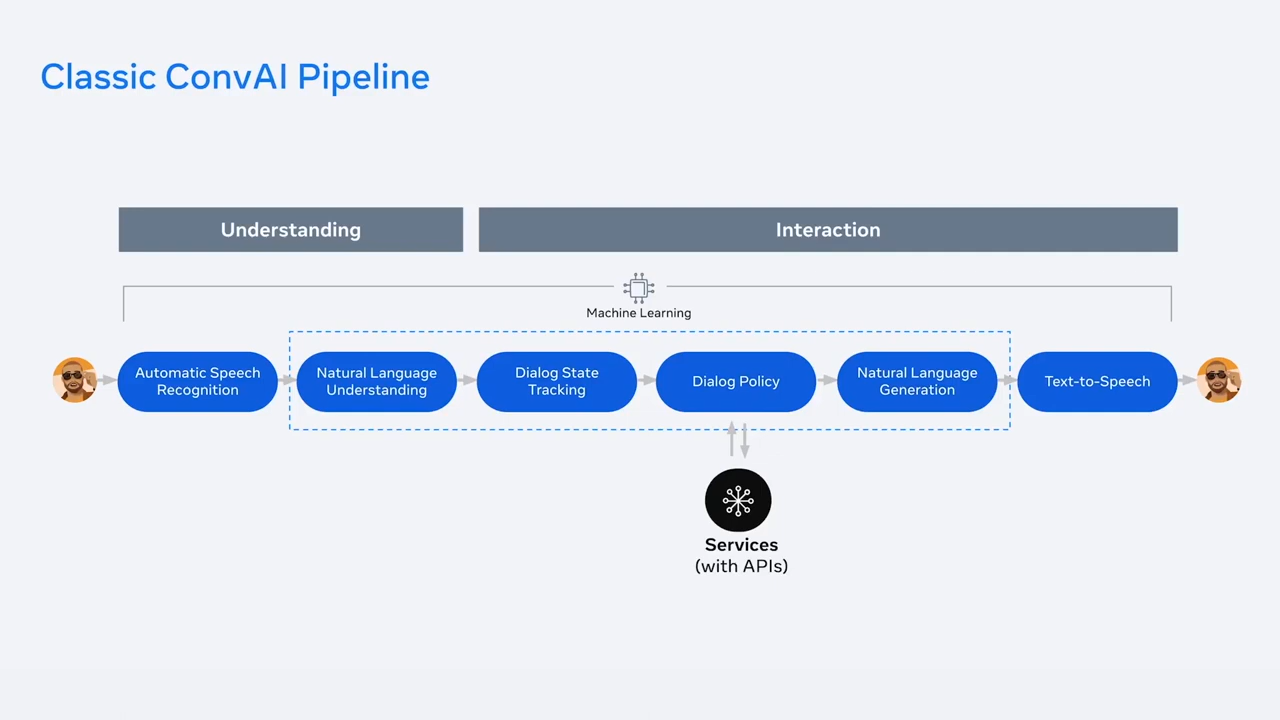 Classic ConvAI Pipeline
Understanding
Interaction
Machine Learning
Automatic Speech
Recognition
Natural Language
Understanding
Dialog State
Tracking
Dialog Policy
Natural Language
Generation
Text-to-Speech
Services
(with APIs)